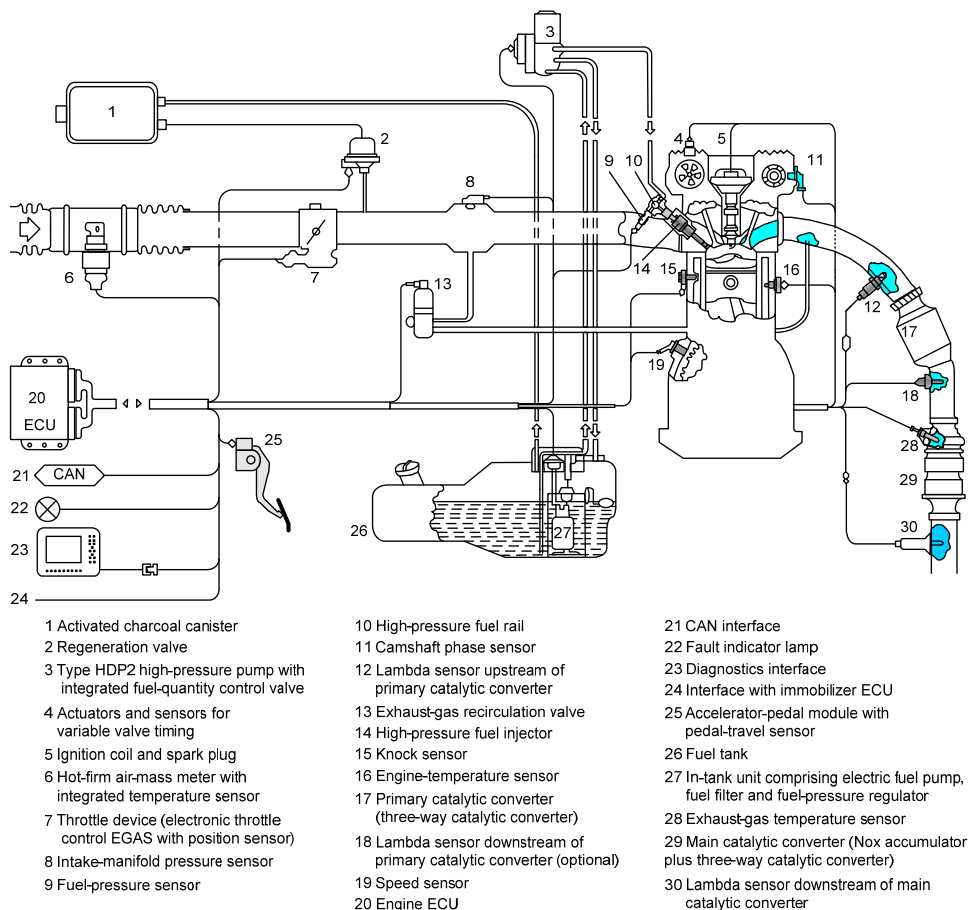 3
1
2
4
5
8
9
10
11
6
7
13
14
15
16
12
17
19
18
20
ECU
25
28
21
CAN
29
22
26
27
30
23
24
1 Activated charcoal canister
2 Regeneration valve
3 Type HDP2 high-pressure pump with
integrated fuel-quantity control valve
4 Actuators and sensors for
variable valve timing
5 Ignition coil and spark plug
6 Hot-firm air-mass meter with
integrated temperature sensor
7 Throttle device (electronic throttle
control EGAS with position sensor)
8 Intake-manifold pressure sensor
9 Fuel-pressure sensor
10 High-pressure fuel rail
11 Camshaft phase sensor
12 Lambda sensor upstream of
primary catalytic converter
13 Exhaust-gas recirculation valve
14 High-pressure fuel injector
15 Knock sensor
16 Engine-temperature sensor
17 Primary catalytic converter
(three-way catalytic converter)
18 Lambda sensor downstream of
primary catalytic converter (optional)
19 Speed sensor
20 Engine ECU
21 CAN interface
22 Fault indicator lamp
23 Diagnostics interface
24 Interface with immobilizer ECU
25 Accelerator-pedal module with
pedal-travel sensor
26 Fuel tank
27 In-tank unit comprising electric fuel pump,
fuel filter and fuel-pressure regulator
28 Exhaust-gas temperature sensor
29 Main catalytic converter (Nox accumulator
plus three-way catalytic converter)
30 Lambda sensor downstream of main
catalytic converter